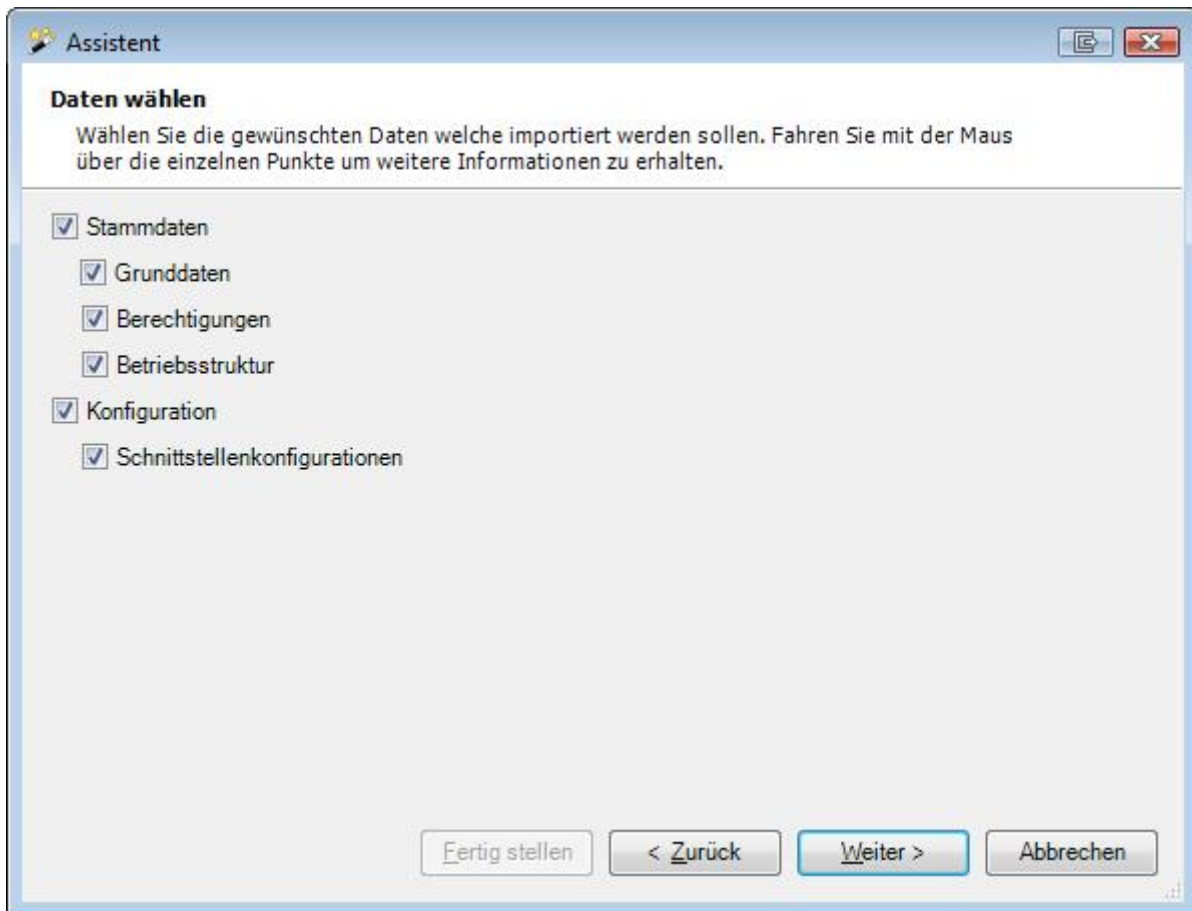 Assistent
Daten wählen
Wählen Sie die gewünschten Daten welche importiert werden sollen. Fahren Sie mit der Maus
über die einzelnen Punkte um weitere Informationen zu erhalten.
Stammdaten
Grunddaten
Berechtigungen
Betriebsstruktur
Konfiguration
Schnittstellenkonfigurationen
Fertig stellen < Zurück Weiter > Abbrechen